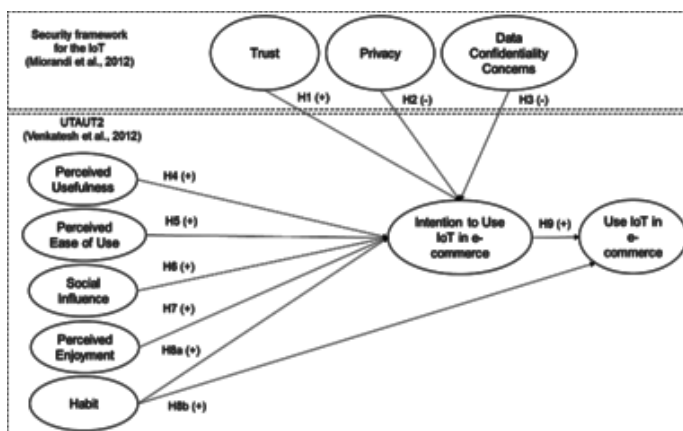 Security framework
for the IoT
(Miorandi et al., 2012)
Trust
Privacy
Data
Confidentiality
Concerns
H1 (+)
H2 (-)
H3 (-)
UTAUT2
(Venkatesh et al., 2012)
Perceived
Usefulness
H4 (+)
Perceived
Ease of Use
H5 (+)
Social
Influence
H6 (+)
Perceived
Enjoyment
H7 (+)
H8a (+)
Habit
H8b (+)
Intention to Use
IoT in e-
commerce
H9 (+)
Use IoT in
e-
commerce